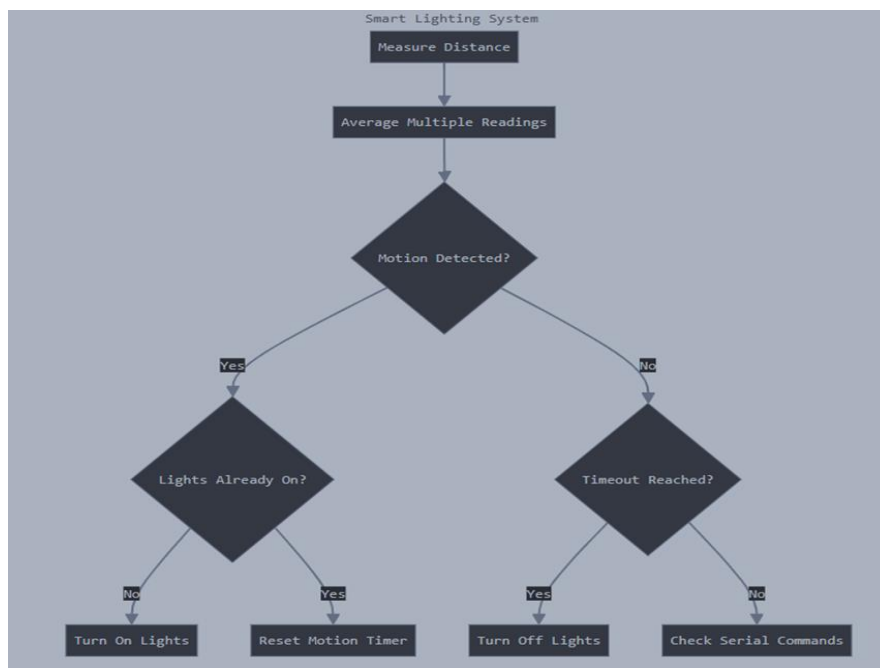 Smart Lighting System
Measure Distance
Average Multiple Readings
Motion Detected?
Yes
No
Lights Already On?
Timeout Reached?
No
Yes
Yes
No
Turn On Lights
Reset Motion Timer
Turn Off Lights
Check Serial Commands